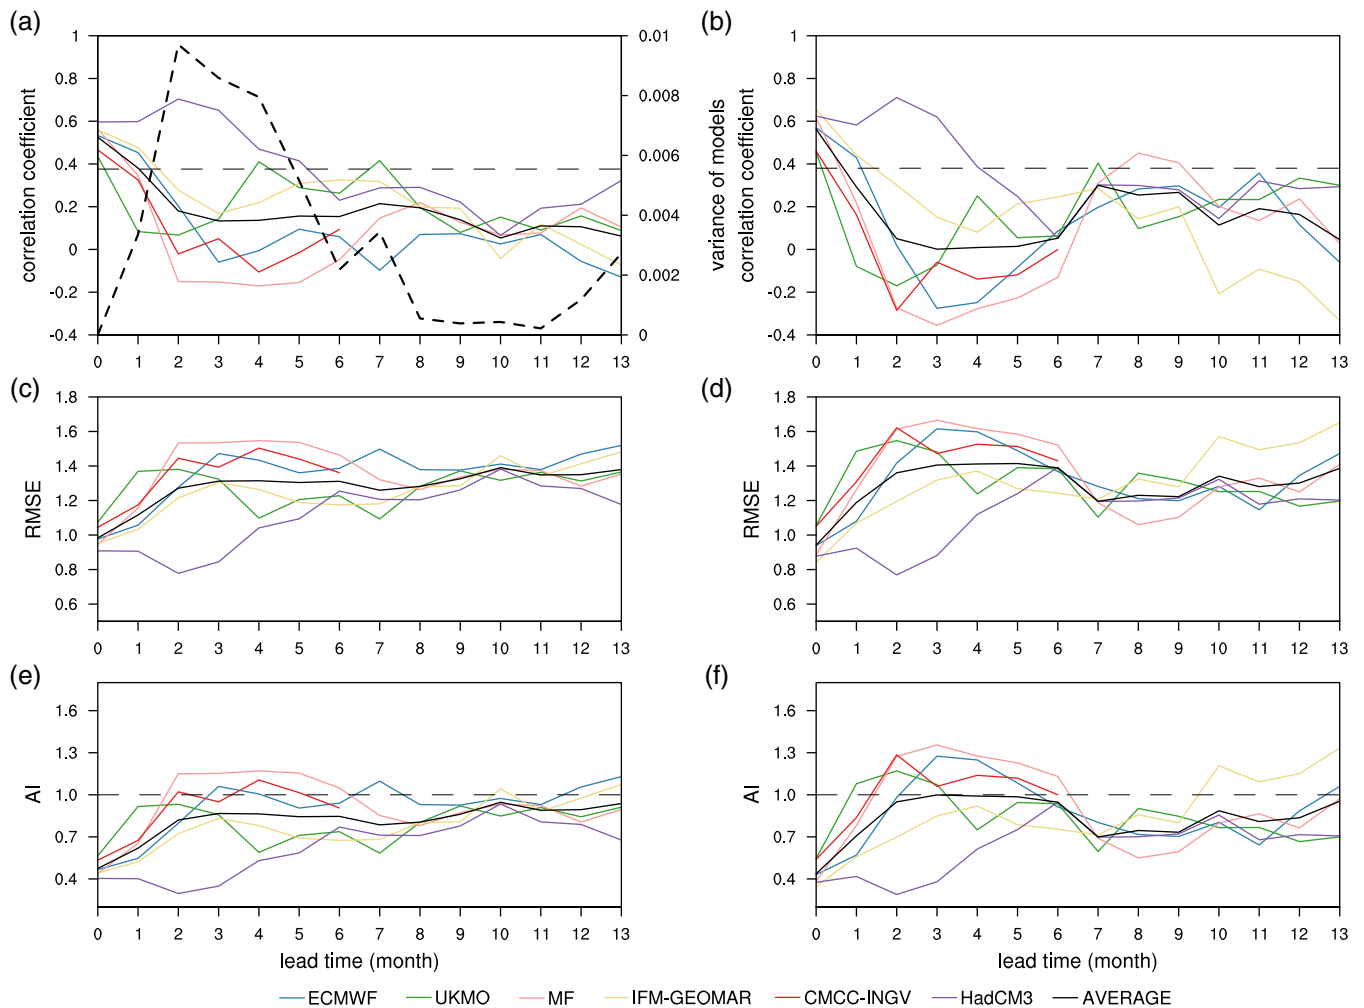 (a)
(b)
1
0.8
0.6
0.4
0.2
0
-0.2
-0.4
correlation coefficient
0.01
0.008
0.006
0.004
0.002
0
variance of models
correlation coefficient
1
0.8
0.6
0.4
0.2
0
-0.2
-0.4
0 1 2 3 4 5 6 7 8 9 10 11 12 13
0 1 2 3 4 5 6 7 8 9 10 11 12 13
(c)
(d)
1.8
1.6
1.4
1.2
1.0
0.8
0.6
RMSE
1.8
1.6
1.4
1.2
1.0
0.8
0.6
RMSE
0 1 2 3 4 5 6 7 8 9 10 11 12 13
0 1 2 3 4 5 6 7 8 9 10 11 12 13
(e)
(f)
1.6
1.3
1.0
0.7
0.4
AI
1.6
1.3
1.0
0.7
0.4
AI
0 1 2 3 4 5 6 7 8 9 10 11 12 13
0 1 2 3 4 5 6 7 8 9 10 11 12 13
lead time (month)
lead time (month)
ECMWF UKMO MF IFM-GEOMAR CMCC-INGV HadCM3 AVERAGE